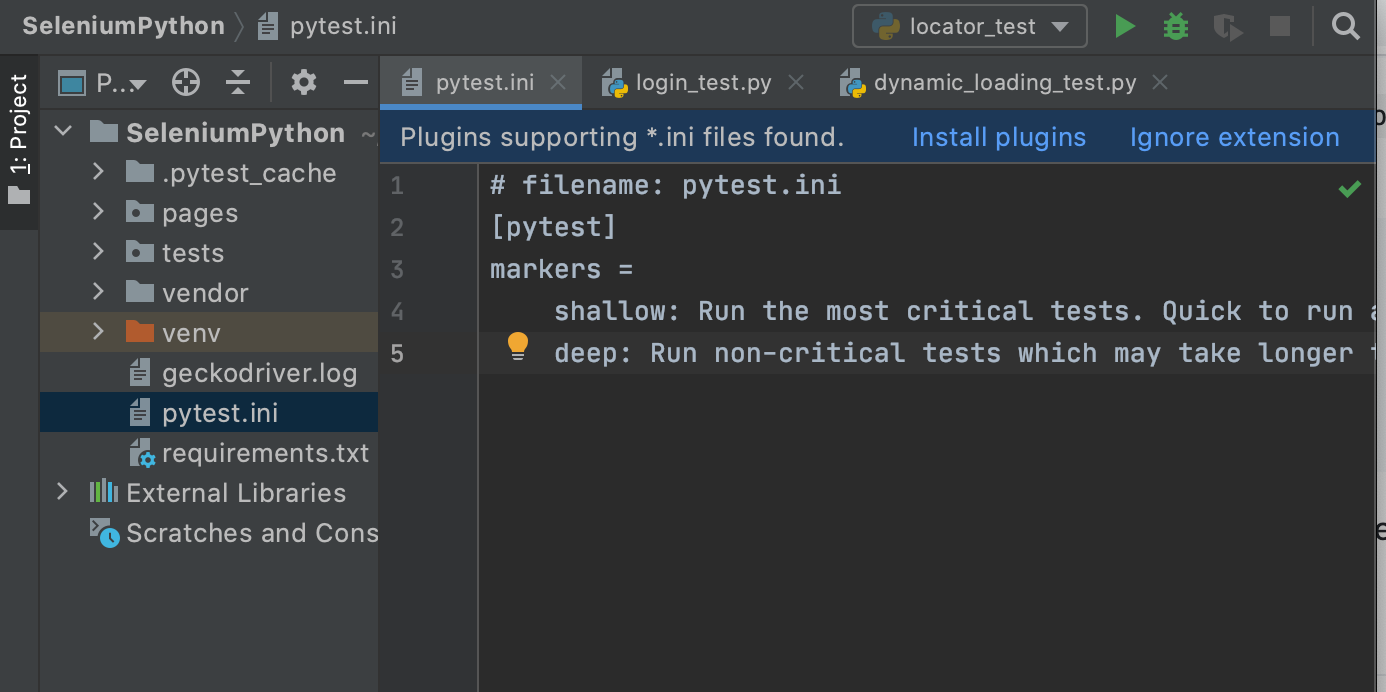 SeleniumPython pytest.ini locator_test
1: Project
P...
pytest.ini login_test.py dynamic_loading_test.py
SeleniumPython ~
.pytest_cache
pages
tests
vendor
venv
geckodriver.log
pytest.ini
requirements.txt
External Libraries
Scratches and Cons
Plugins supporting *.ini files found. Install plugins Ignore extension
1 # filename: pytest.ini
2 [pytest]
3 markers =
4 shallow: Run the most critical tests. Quick to run
5 deep: Run non-critical tests which may take longer